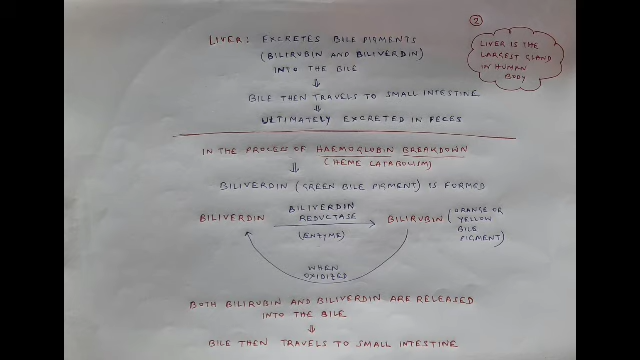 ②
LIVER IS THE
LARGEST GLAND
IN HUMAN
BODY
LIVER: EXCRETES BILE PIGMENTS
(BILIRUBIN AND BILIVERDIN)
INTO THE BILE
⇓
BILE THEN TRAVELS TO SMALL INTESTINE
⇓
ULTIMATELY EXCRETED IN FECES
IN THE PROCESS OF HAEMOGLOBIN BREAKDOWN
(HEME CATABOLISM)
⇓
BILIVERDIN (GREEN BILE PIGMENT) IS FORMED
BILIVERDIN
BILIVERDIN
REDUCTASE
(ENZYME)
BILIRUBIN (ORANGE OR
YELLOW
BILE
PIGMENT)
WHEN
OXIDIZED
BOTH BILIRUBIN AND BILIVERDIN ARE RELEASED
INTO THE BILE
⇓
BILE THEN TRAVELS TO SMALL INTESTINE